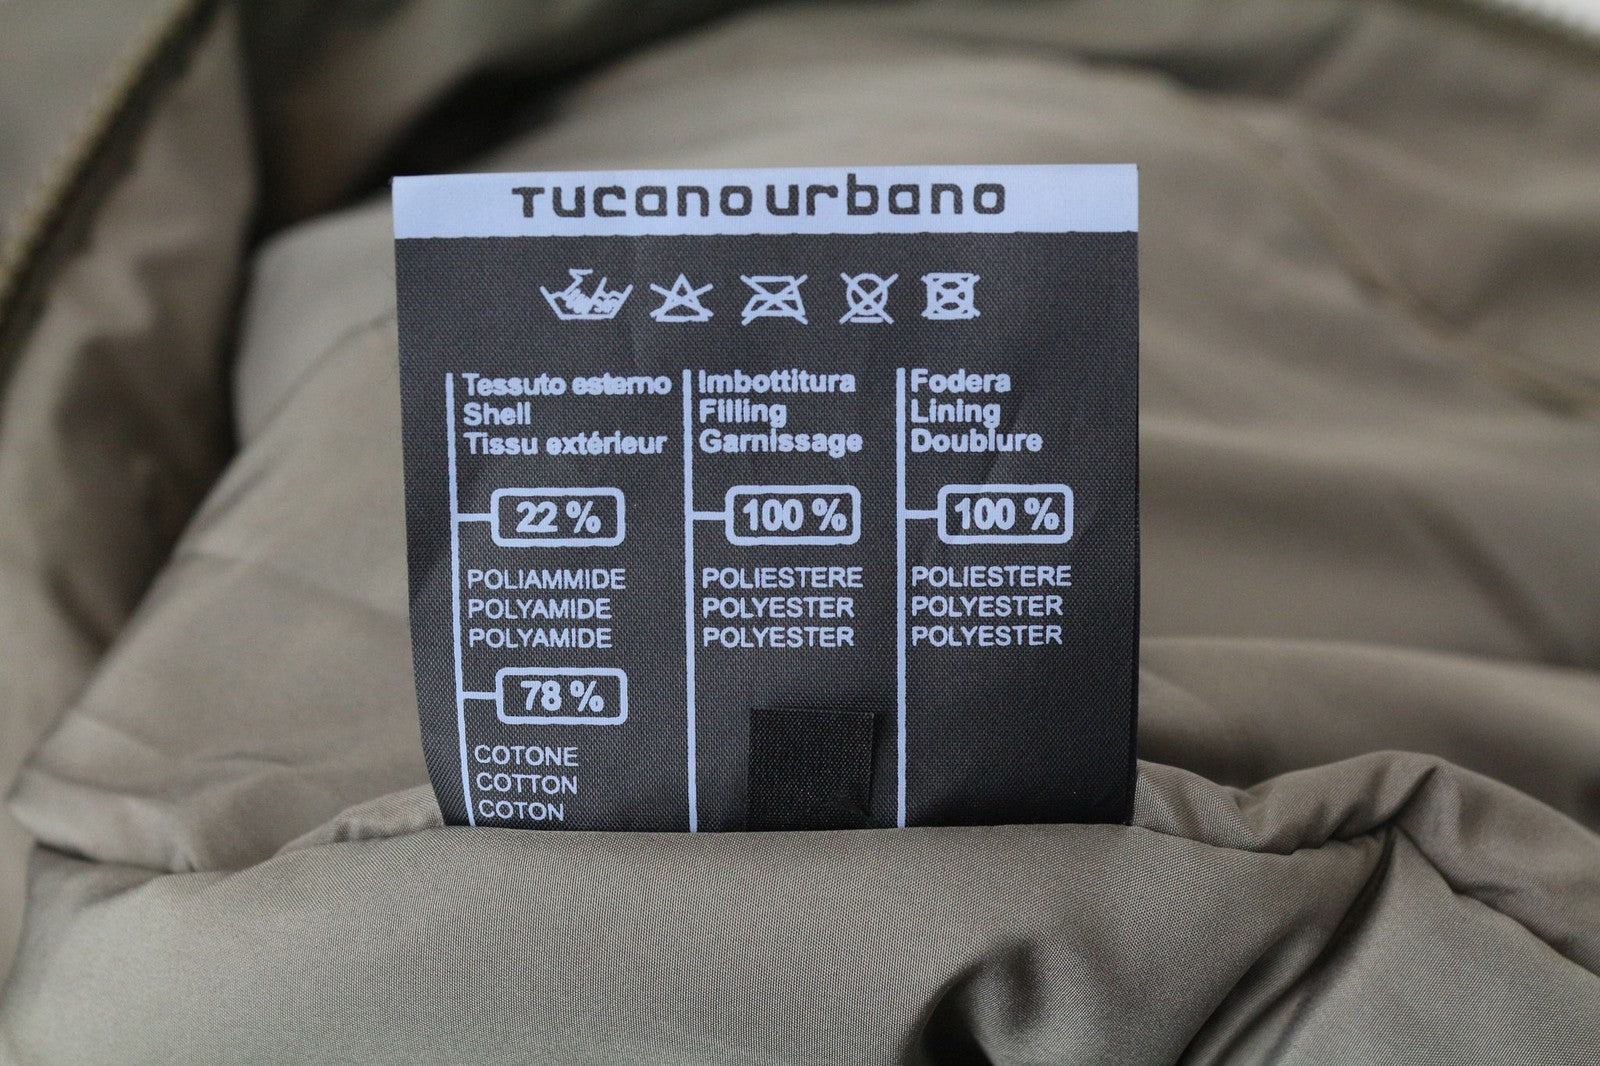 Tucanourbano
Tessuto esterno
Shell
Tissu extérieur
22 %
POLIAMMIDE
POLYAMIDE
POLYAMIDE
78 %
COTONE
COTTON
COTON
Imbottitura
Filling
Garnissage
100 %
POLIESTERE
POLYESTER
POLYESTER
Fodera
Lining
Doublure
100 %
POLIESTERE
POLYESTER
POLYESTER